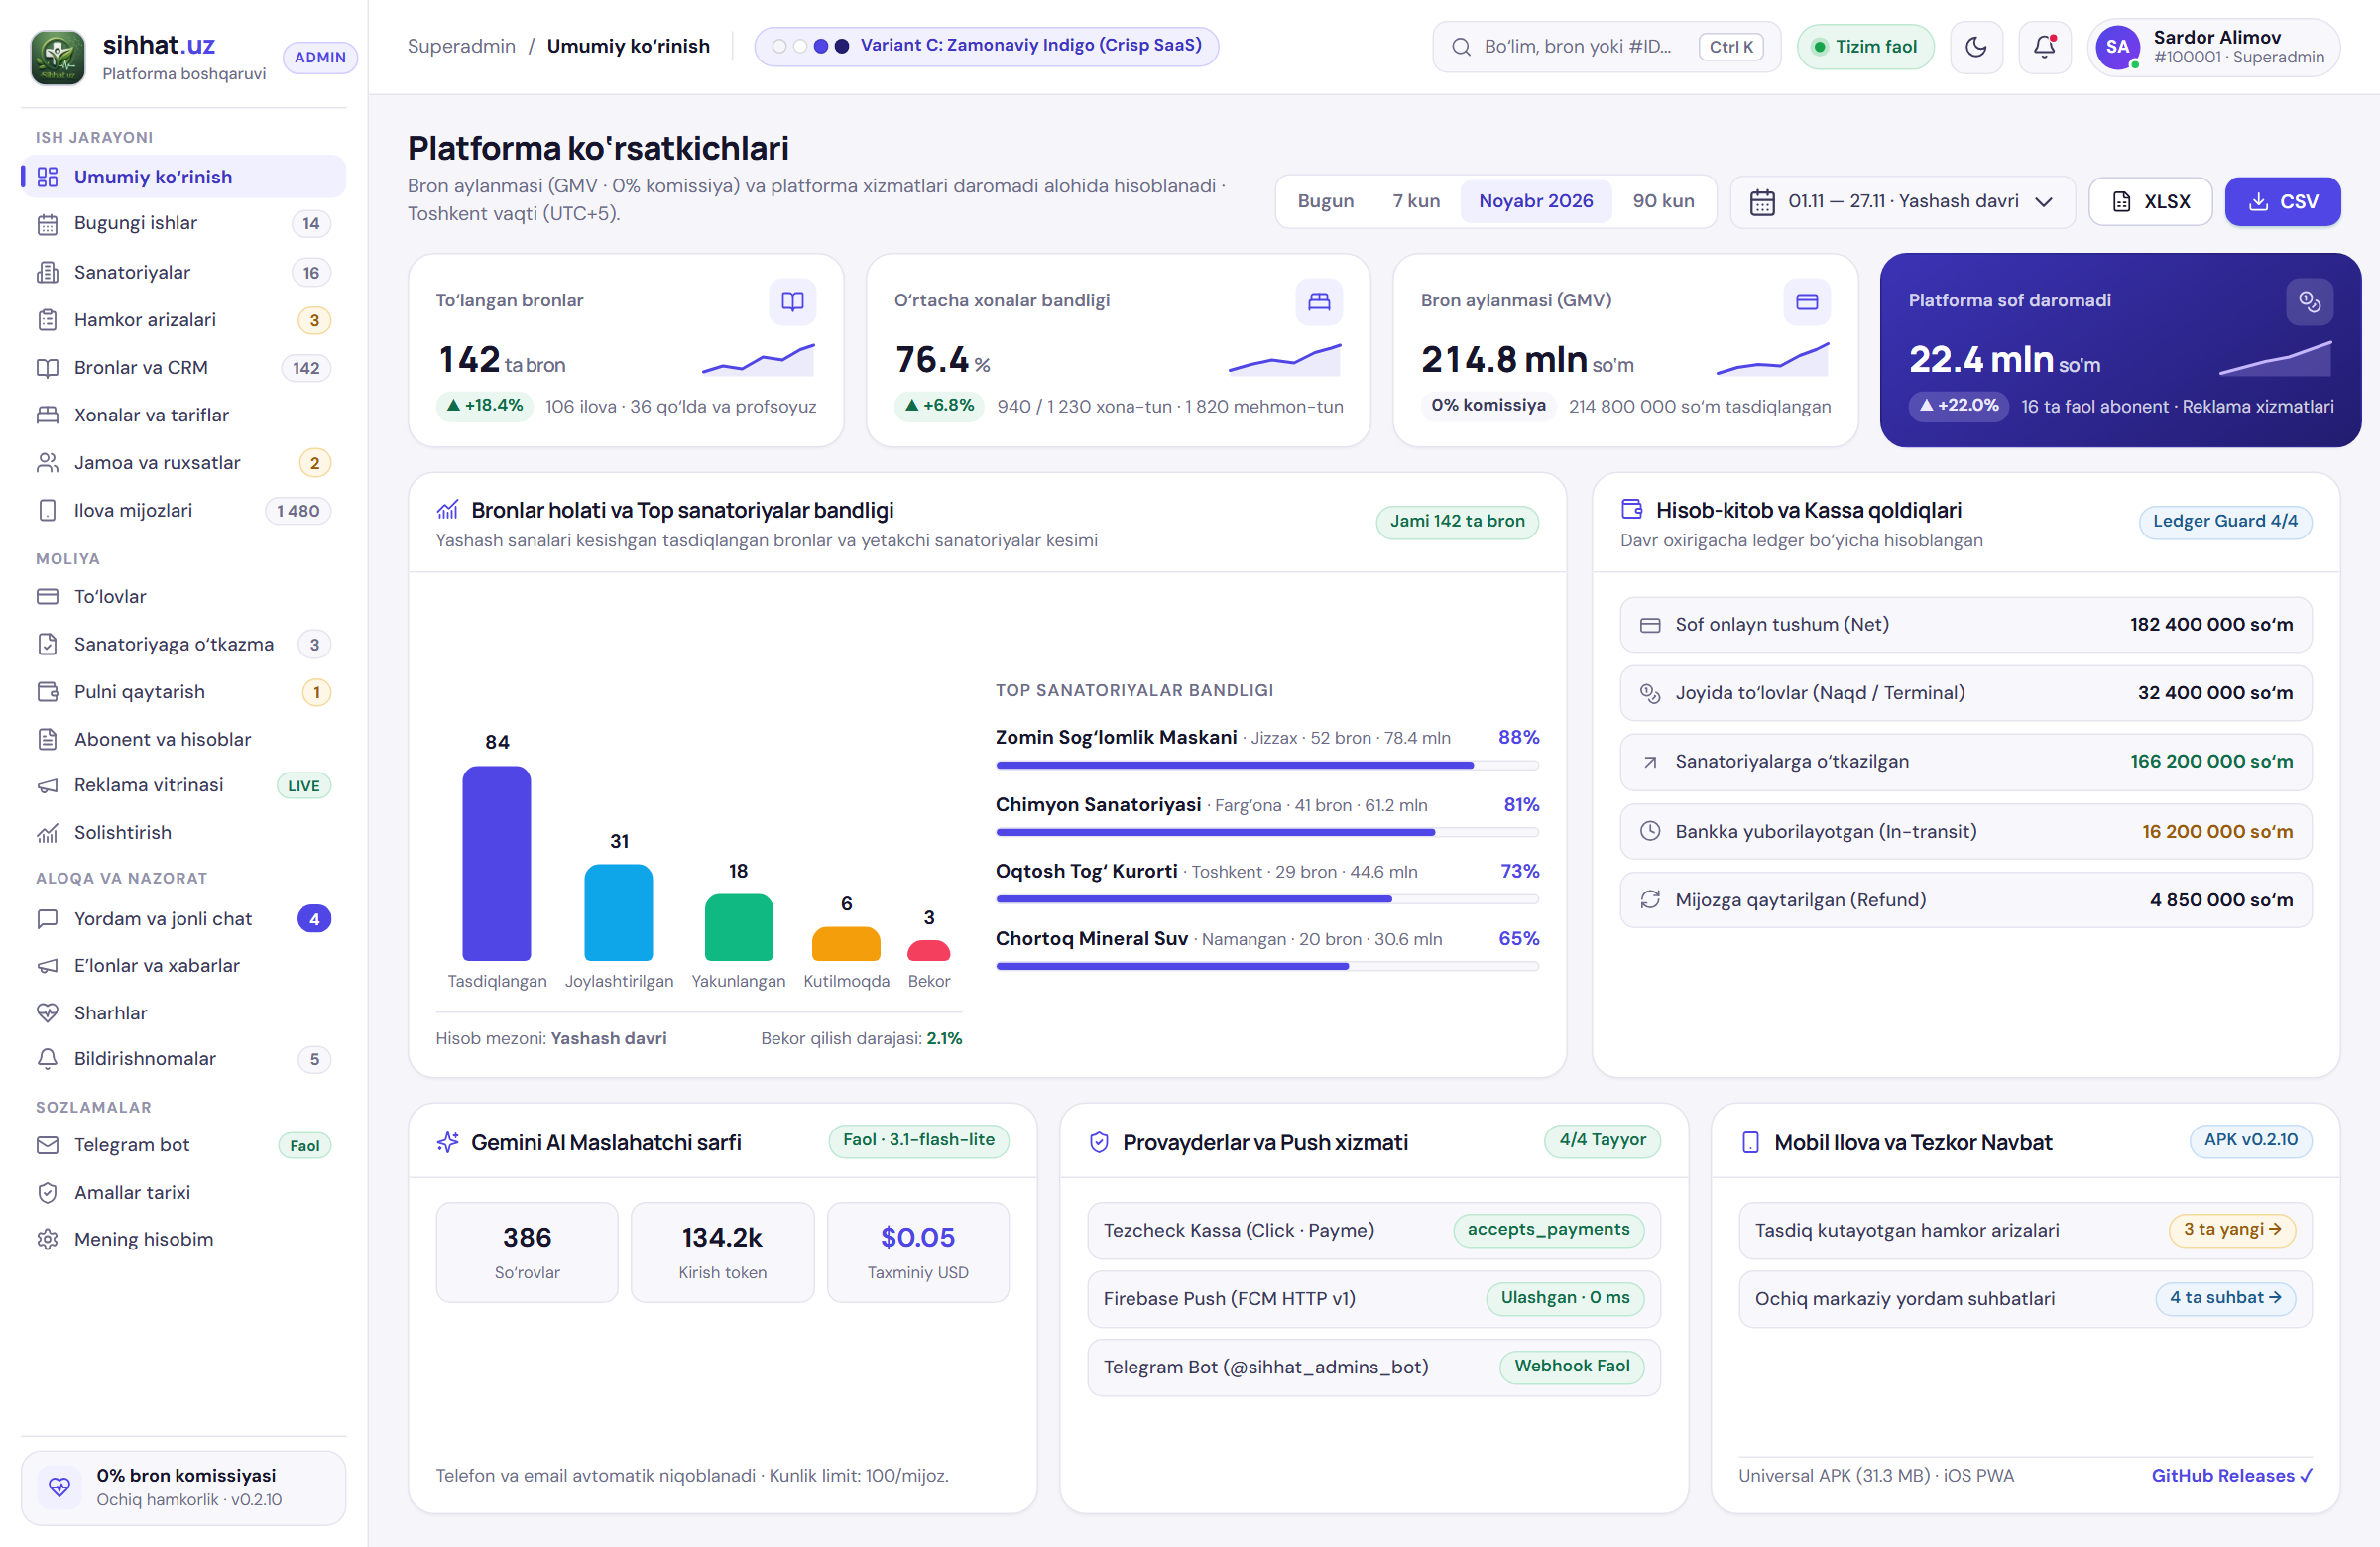 sihhat.uz
Platforma boshqaruvi
ADMIN
ISH JARAYONI
Umumiy ko‘rinish
Bugungi ishlar 14
Sanatoriyalar 16
Hamkor arizalari 3
Bronlar va CRM 142
Xonalar va tariflar
Jamoa va ruxsatlar 2
Ilova mijozlari 1 480
MOLIYA
To‘lovlar
Sanatoriyaga o‘tkazma 3
Pulni qaytarish 1
Abonent va hisoblar
Reklama vitrinasi LIVE
Solishtirish
ALOQA VA NAZORAT
Yordam va jonli chat 4
E’lonlar va xabarlar
Sharhlar
Bildirishnomalar 5
SOZLAMALAR
Telegram bot Faol
Amallar tarixi
Mening hisobim
0% bron komissiyasi
Ochiq hamkorlik · v0.2.10
Superadmin / Umumiy ko‘rinish
Variant C: Zamonaviy Indigo (Crisp SaaS)
Bo‘lim, bron yoki #ID... Ctrl K
Tizim faol
SA
Sardor Alimov
#100001 · Superadmin
Platforma ko‘rsatkichlari
Bron aylanmasi (GMV · 0% komissiya) va platforma xizmatlari daromadi alohida hisoblanadi ·
Toshkent vaqti (UTC+5).
Bugun 7 kun Noyabr 2026 90 kun
01.11 — 27.11 · Yashash davri
XLSX
CSV
To‘langan bronlar
142 ta bron
▲ +18.4% 106 ilova · 36 qo‘lda va profsoyuz
O‘rtacha xonalar bandligi
76.4 %
▲ +6.8% 940 / 1 230 xona-tun · 1 820 mehmon-tun
Bron aylanmasi (GMV)
214.8 mln so‘m
0% komissiya 214 800 000 so‘m tasdiqlangan
Platforma sof daromadi
22.4 mln so‘m
▲ +22.0% 16 ta faol abonent · Reklama xizmatlari
Bronlar holati va Top sanatoriyalar bandligi
Yashash sanalari kesishgan tasdiqlangan bronlar va yetakchi sanatoriyalar kesimi
Jami 142 ta bron
84
31
18
6
3
Tasdiqlangan Joylashtirilgan Yakunlangan Kutilmoqda Bekor
Hisob mezoni: Yashash davri Bekor qilish darajasi: 2.1%
TOP SANATORIYALAR BANDLIGI
Zomin Sog‘lomlik Maskani · Jizzax · 52 bron · 78.4 mln 88%
Chimyon Sanatoriyasi · Farg‘ona · 41 bron · 61.2 mln 81%
Oqtosh Tog‘ Kurorti · Toshkent · 29 bron · 44.6 mln 73%
Chortoq Mineral Suv · Namangan · 20 bron · 30.6 mln 65%
Hisob-kitob va Kassa qoldiqlari
Davr oxirigacha ledger bo‘yicha hisoblangan
Ledger Guard 4/4
Sof onlayn tushum (Net) 182 400 000 so‘m
Joyida to‘lovlar (Naqd / Terminal) 32 400 000 so‘m
Sanatoriyalarga o‘tkazilgan 166 200 000 so‘m
Bankka yuborilayotgan (In-transit) 16 200 000 so‘m
Mijozga qaytarilgan (Refund) 4 850 000 so‘m
Gemini AI Maslahatchi sarfi
Faol · 3.1-flash-lite
386
So‘rovlar
134.2k
Kirish token
$0.05
Taxminiy USD
Telefon va email avtomatik niqoblanadi · Kunlik limit: 100/mijoz.
Provayderlar va Push xizmati
4/4 Tayyor
Tezcheck Kassa (Click · Payme) accepts_payments
Firebase Push (FCM HTTP v1) Ulashgan · 0 ms
Telegram Bot (@sihhat_admins_bot) Webhook Faol
Mobil Ilova va Tezkor Navbat
APK v0.2.10
Tasdiq kutayotgan hamkor arizalari 3 ta yangi →
Ochiq markaziy yordam suhbatlari 4 ta suhbat →
Universal APK (31.3 MB) · iOS PWA GitHub Releases ✓